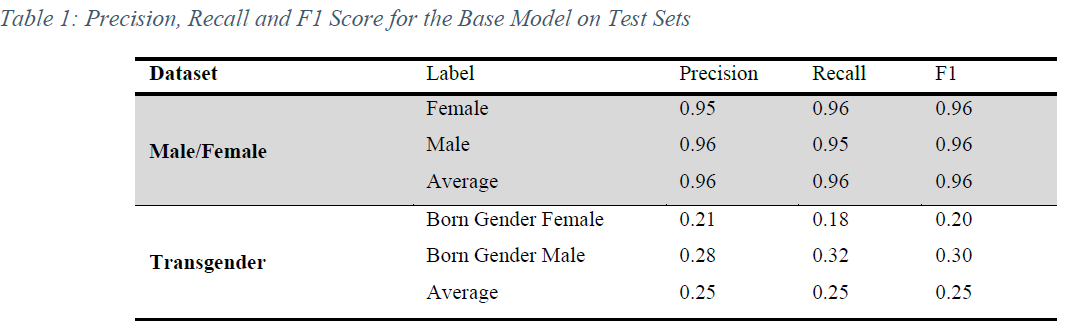 Table 1: Precision, Recall and F1 Score for the Base Model on Test Sets
Dataset Label Precision Recall F1
Female 0.95 0.96 0.96
Male/Female Male 0.96 0.95 0.96
Average 0.96 0.96 0.96
Born Gender Female 0.21 0.18 0.20
Transgender Born Gender Male 0.28 0.32 0.30
Average 0.25 0.25 0.25